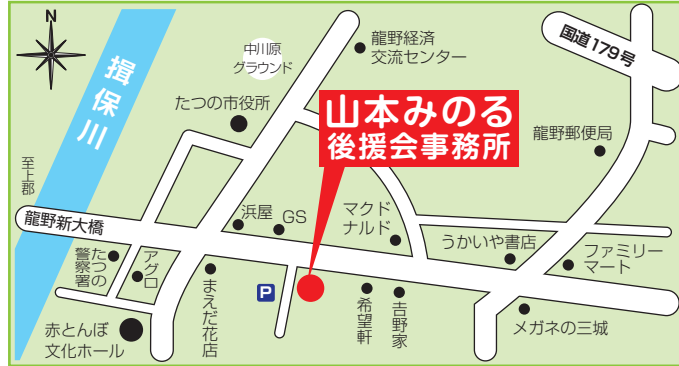 N
揖保川
至上郡
中川原
グラウンド
龍野経済
交流センター
国道179号
たつの市役所
山本みのる
後援会事務所
龍野郵便局
龍野新大橋
浜屋
GS
マクド
ナルド
うかいや書店
ファミリー
マート
たつの
警察署
アグロ
まえだ花店
P
希望軒
𠮷野家
メガネの三城
赤とんぼ
文化ホール